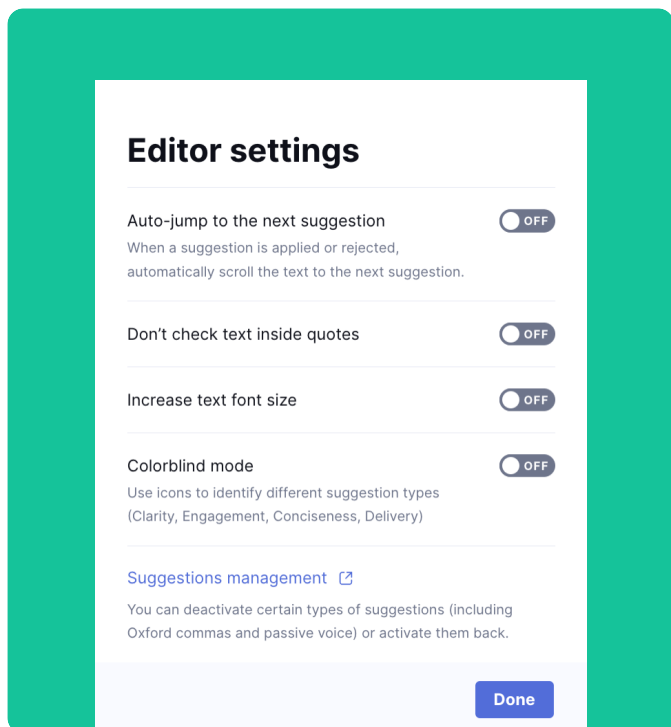 Editor settings
Auto-jump to the next suggestion
OFF
When a suggestion is applied or rejected,
automatically scroll the text to the next suggestion.
Don’t check text inside quotes
OFF
Increase text font size
OFF
Colorblind mode
OFF
Use icons to identify different suggestion types
(Clarity, Engagement, Conciseness, Delivery)
Suggestions management
You can deactivate certain types of suggestions (including
Oxford commas and passive voice) or activate them back.
Done